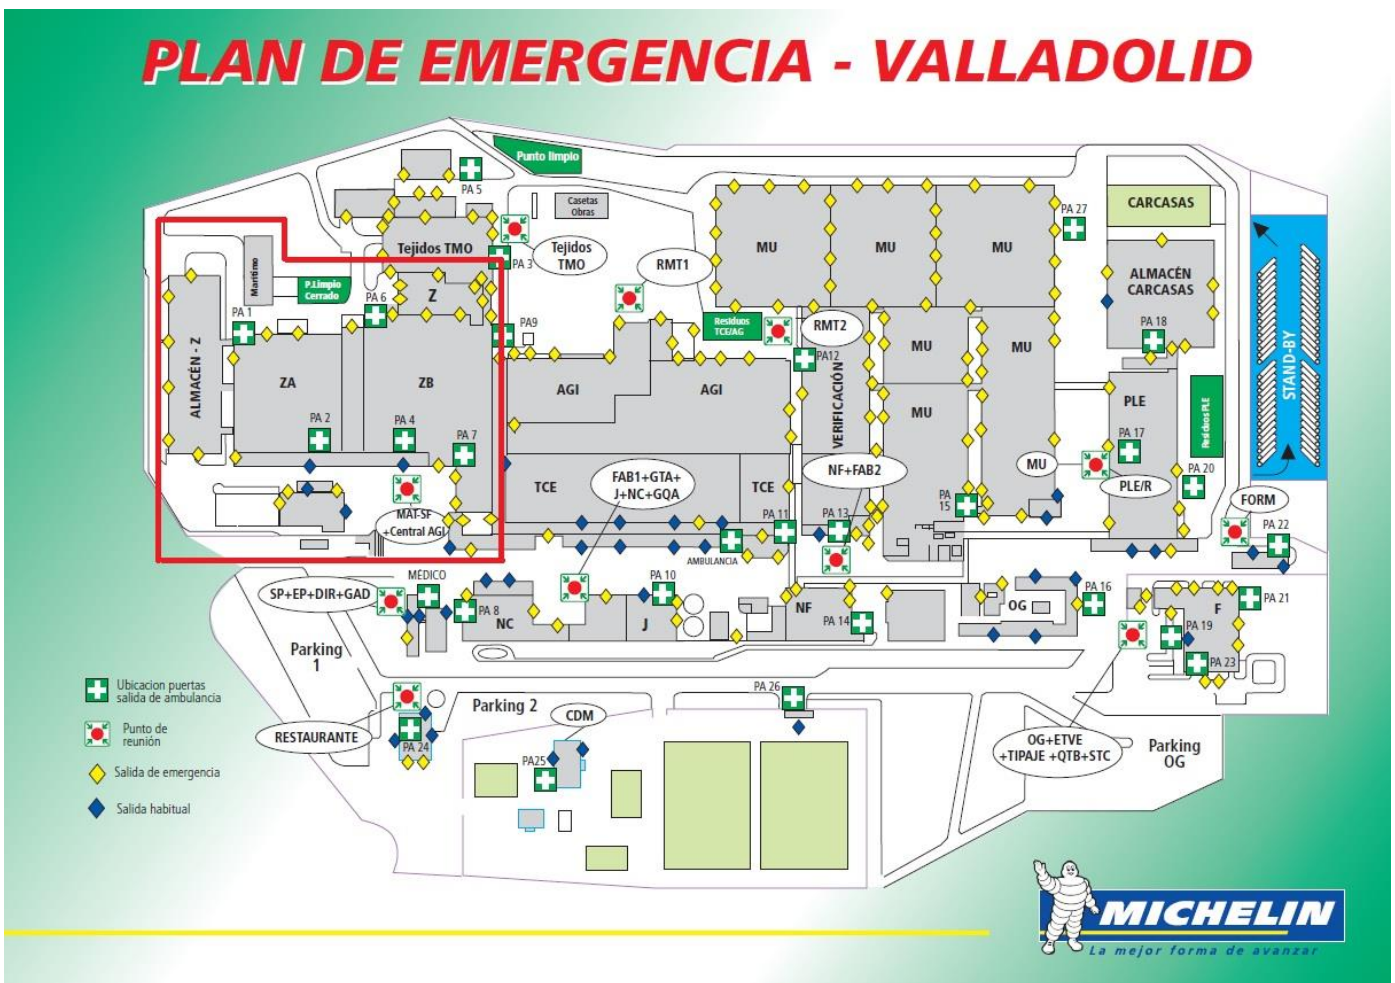 PLAN DE EMERGENCIA - VALLADOLID
Punto limpio
PA 5
Casetas
Obras
CARCASAS
PA 27
Tejidos TMO
PA 3
Tejidos
TMO
RMT1
MU
MU
MU
ALMACÉN
CARCASAS
Marítimo
P.Limpio
Cerrado
Z
PA 6
PA 1
PA9
Residuos
TCE/AG
RMT2
PA 18
STAND-BY
ALMACÉN - Z
ZA
ZB
AGI
AGI
PA12
VERIFICACIÓN
MU
MU
MU
PLE
Residuos PLE
PA 2
PA 4
PA 7
PA 17
MU
PLE/R
PA 20
FORM
TCE
FAB1+GTA+
J+NC+GQA
TCE
NF+FAB2
PA
15
MAT-SF
+Central AGI
PA 11
PA 13
PA 22
AMBULANCIA
SP+EP+DIR+GAD
MÉDICO
PA 8
NC
PA 10
J
NF
PA 14
OG
PA 16
F
PA 21
PA 19
PA 23
Parking
1
Ubicacion puertas
salida de ambulancia
Punto de
reunión
Salida de emergencia
Salida habitual
RESTAURANTE
PA 24
Parking 2
CDM
PA25
PA 26
OG+ETVE
+TIPAJE +QTB+STC
Parking
OG
MICHELIN
La mejor forma de avanzar